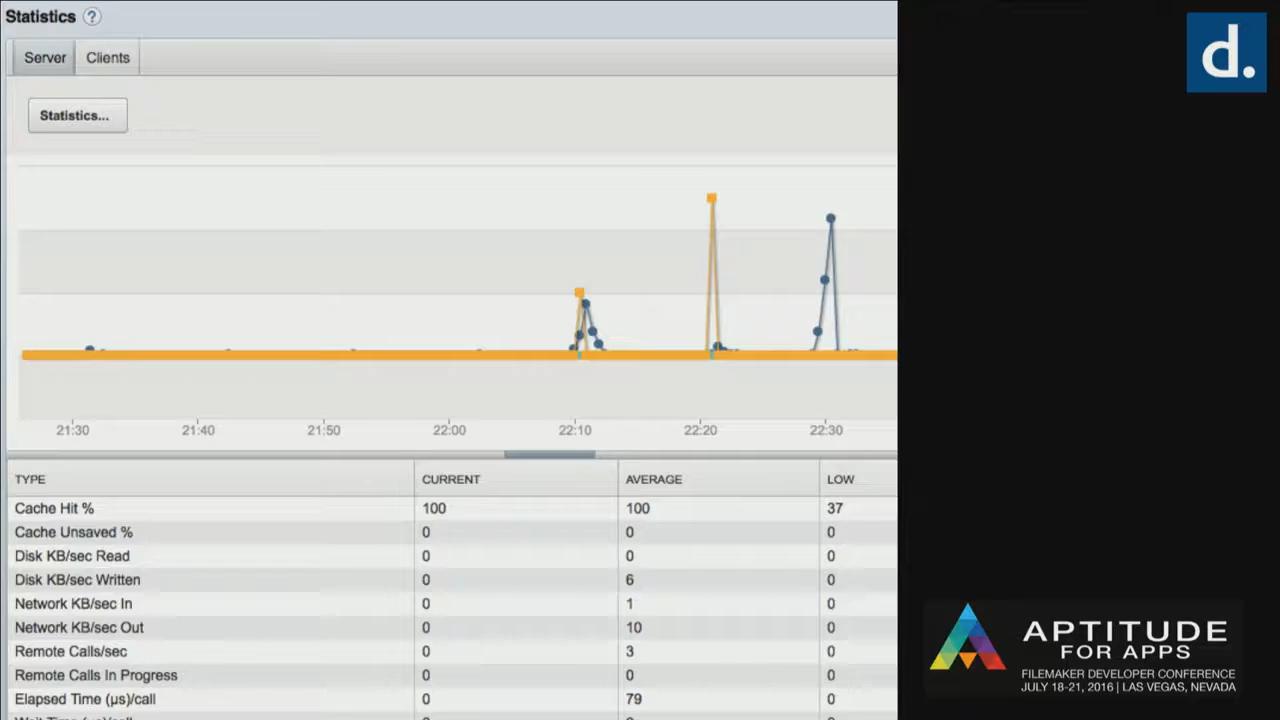 Statistics ?
Server Clients
d.
Statistics...
21:30 21:40 21:50 22:00 22:10 22:20 22:30
TYPE CURRENT AVERAGE LOW
Cache Hit % 100 100 37
Cache Unsaved % 0 0 0
Disk KB/sec Read 0 0 0
Disk KB/sec Written 0 6 0
Network KB/sec In 0 1 0
Network KB/sec Out 0 10 0
Remote Calls/sec 0 3 0
Remote Calls In Progress 0 0 0
Elapsed Time (µs)/call 0 79 0
APTITUDE
FOR APPS
FILEMAKER DEVELOPER CONFERENCE
JULY 18-21, 2016 | LAS VEGAS, NEVADA